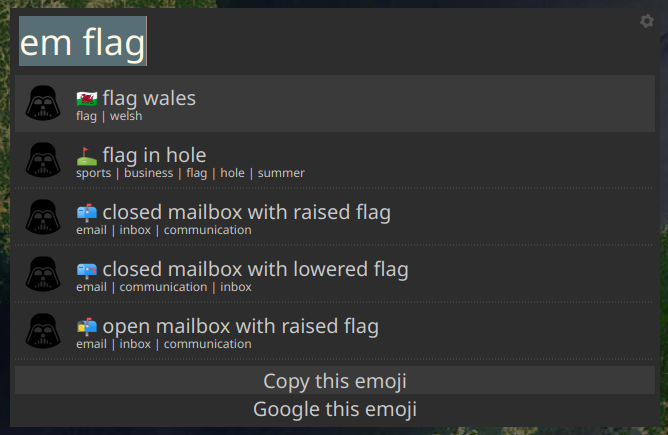 em flag
🏴󠁧󠁢󠁷󠁬󠁳󠁿 flag wales
flag | welsh
⛳ flag in hole
sports | business | flag | hole | summer
📫 closed mailbox with raised flag
email | inbox | communication
📪 closed mailbox with lowered flag
email | communication | inbox
📬 open mailbox with raised flag
email | inbox | communication
Copy this emoji
Google this emoji